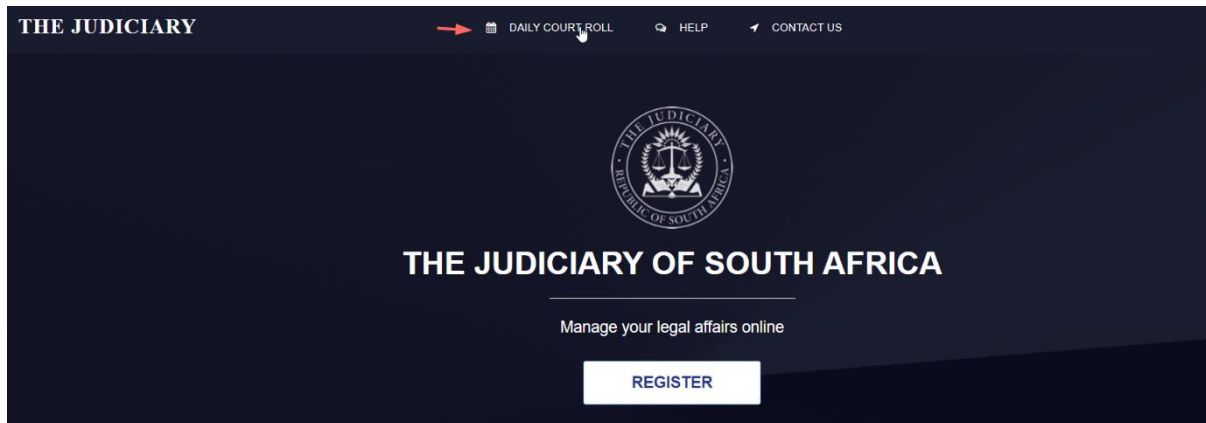 THE JUDICIARY
DAILY COURT ROLL
HELP
CONTACT US
THE JUDICIARY
REPUBLIC OF SOUTH AFRICA
THE JUDICIARY OF SOUTH AFRICA
Manage your legal affairs online
REGISTER